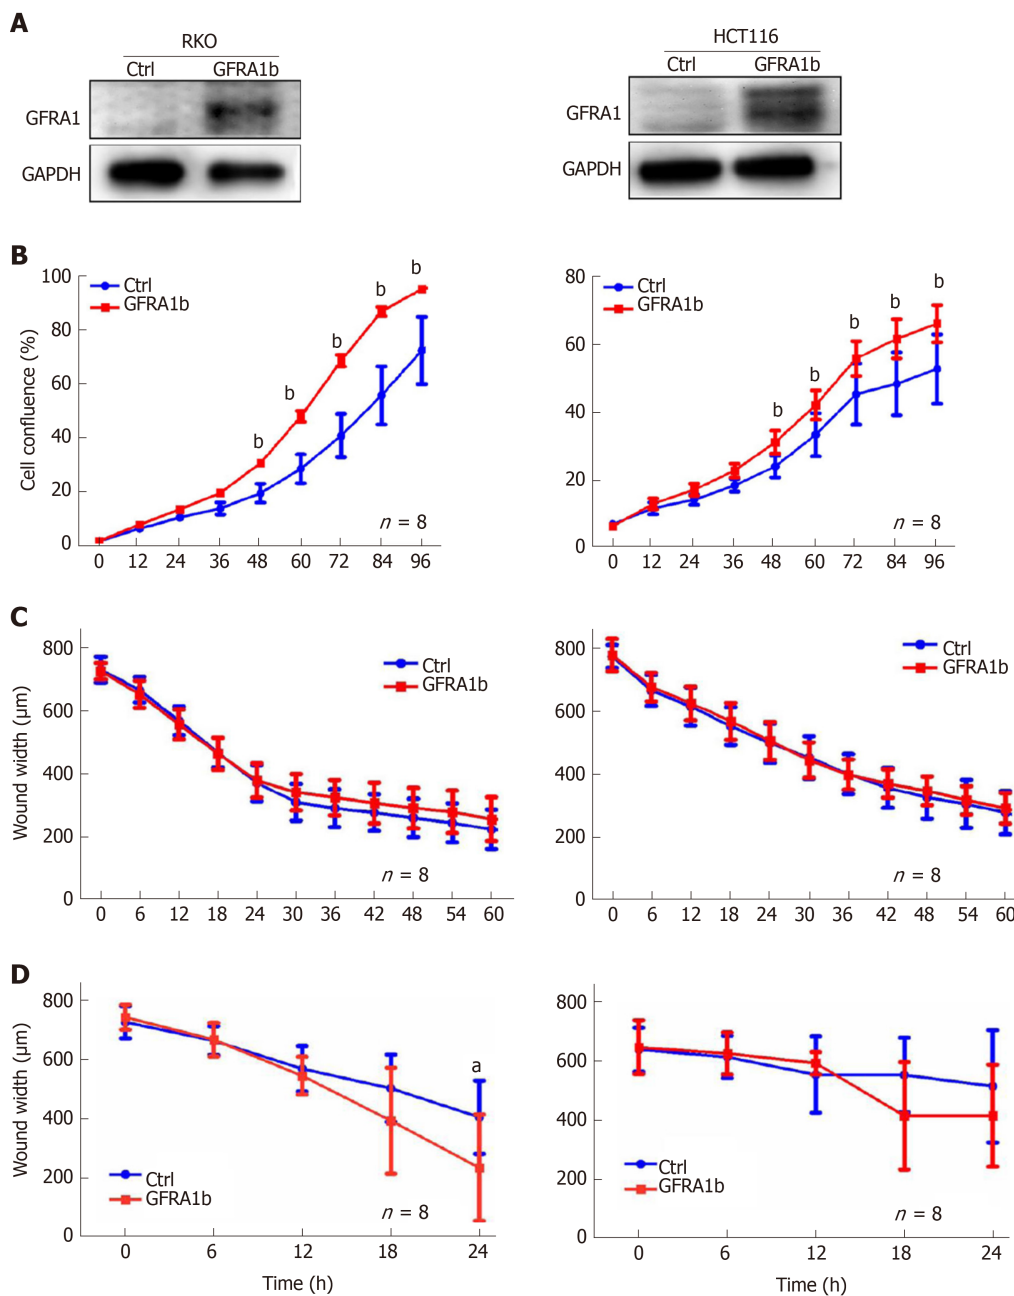 A
RKO
Ctrl GFRA1b
GFRA1
GAPDH
HCT116
Ctrl GFRA1b
GFRA1
GAPDH
B
Cell confluence (%)
100
80
60
40
20
0
Ctrl
GFRA1b
b b b b b
n = 8
0 12 24 36 48 60 72 84 96
80
60
40
20
0
Ctrl
GFRA1b
b b b b b
n = 8
0 12 24 36 48 60 72 84 96
C
Wound width (μm)
800
600
400
200
0
Ctrl
GFRA1b
n = 8
0 6 12 18 24 30 36 42 48 54 60
800
600
400
200
0
Ctrl
GFRA1b
n = 8
0 6 12 18 24 30 36 42 48 54 60
D
Wound width (μm)
800
600
400
200
0
a
Ctrl
GFRA1b
n = 8
0 6 12 18 24
Time (h)
800
600
400
200
0
Ctrl
GFRA1b
n = 8
0 6 12 18 24
Time (h)